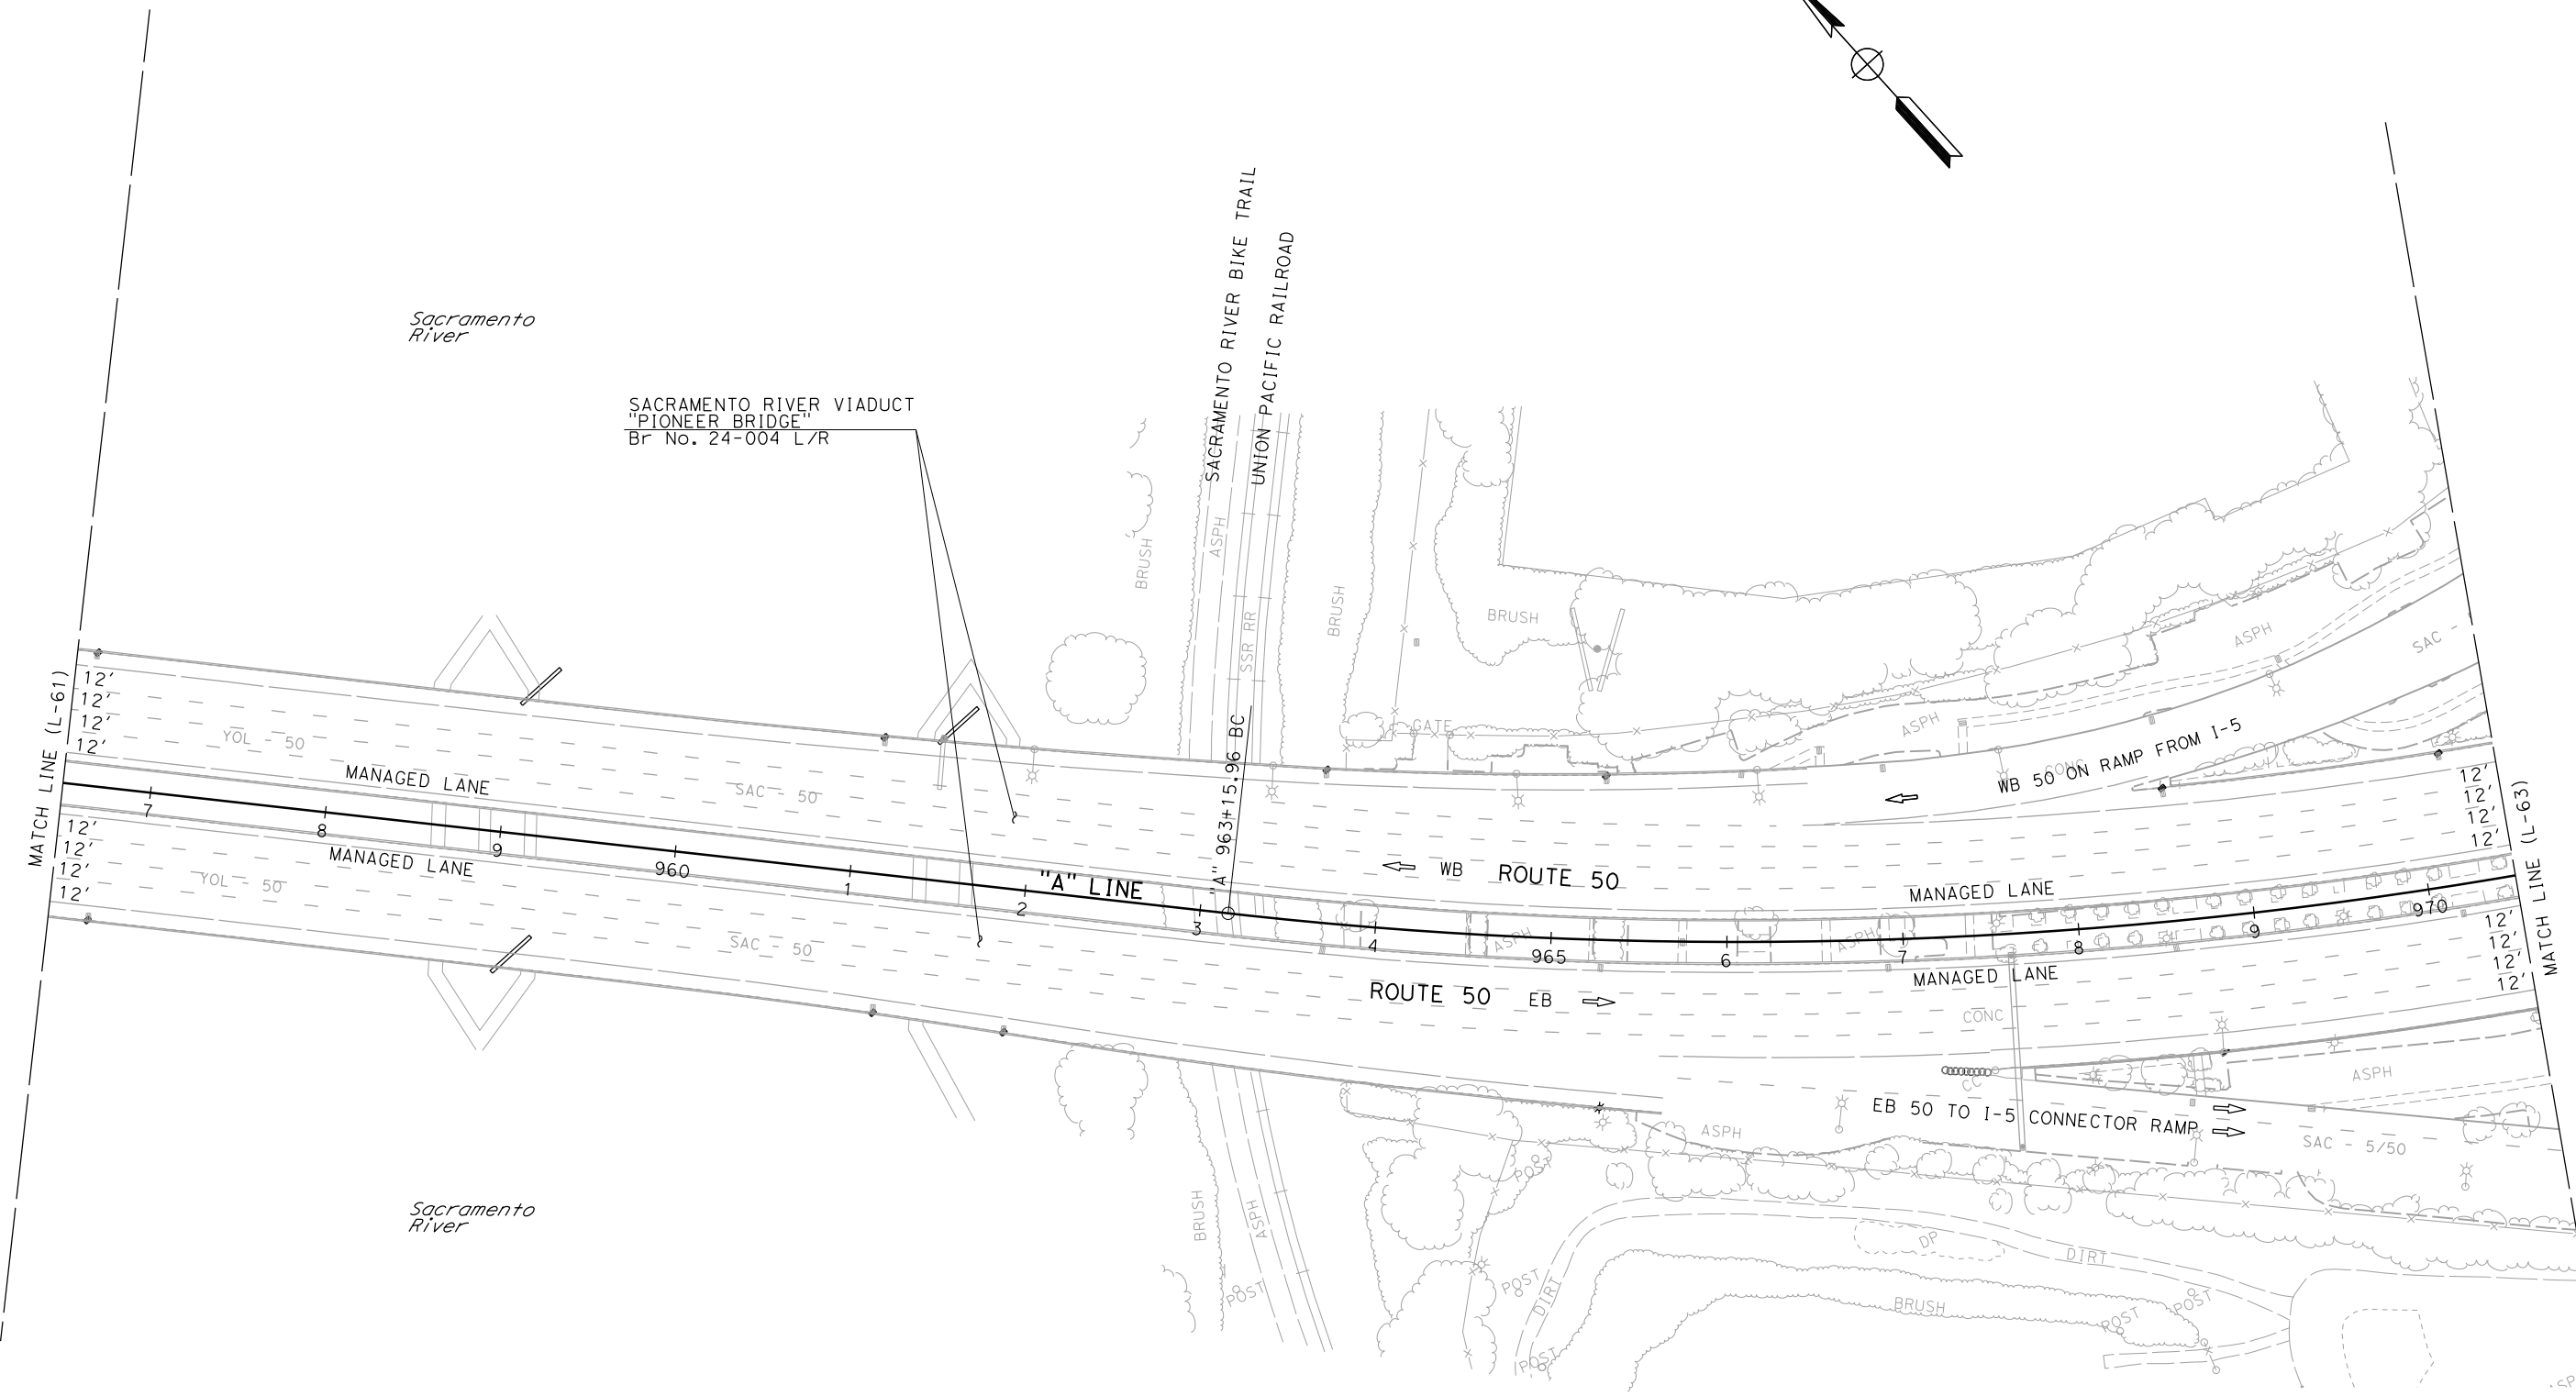 Sacramento
River
SACRAMENTO RIVER VIADUCT
"PIONEER BRIDGE"
Br No. 24-004 L/R
SACRAMENTO RIVER BIKE TRAIL
UNION PACIFIC RAILROAD
BRUSH
ASPH
SSR RR
BRUSH
BRUSH
GATE
ASPH
ASPH
SAC -
CONC
WB 50 ON RAMP FROM I-5
MATCH LINE (L-61)
12'
12'
12'
12'
YOL - 50
MANAGED LANE
SAC - 50
"A" 963+15.96 BC
12'
12'
12'
12'
MATCH LINE (L-63)
7
8
9
960
1
2
3
4
965
6
7
8
9
970
"A" LINE
WB ROUTE 50
MANAGED LANE
ASPH
ASPH
12'
12'
12'
12'
MANAGED LANE
YOL - 50
SAC - 50
ROUTE 50 EB
MANAGED LANE
12'
12'
12'
12'
CONC
CC
EB 50 TO I-5 CONNECTOR RAMP
ASPH
ASPH
SAC - 5/50
Sacramento
River
BRUSH
ASPH
POST
POST
POST
POST
DIRT
DP
DIRT
BRUSH
POST
POST